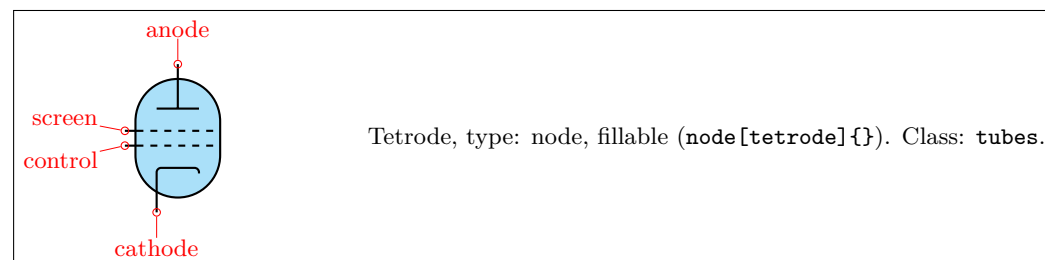 anode
screen
control
cathode
Tetrode, type: node, fillable (node[tetrode]{}). Class: tubes.